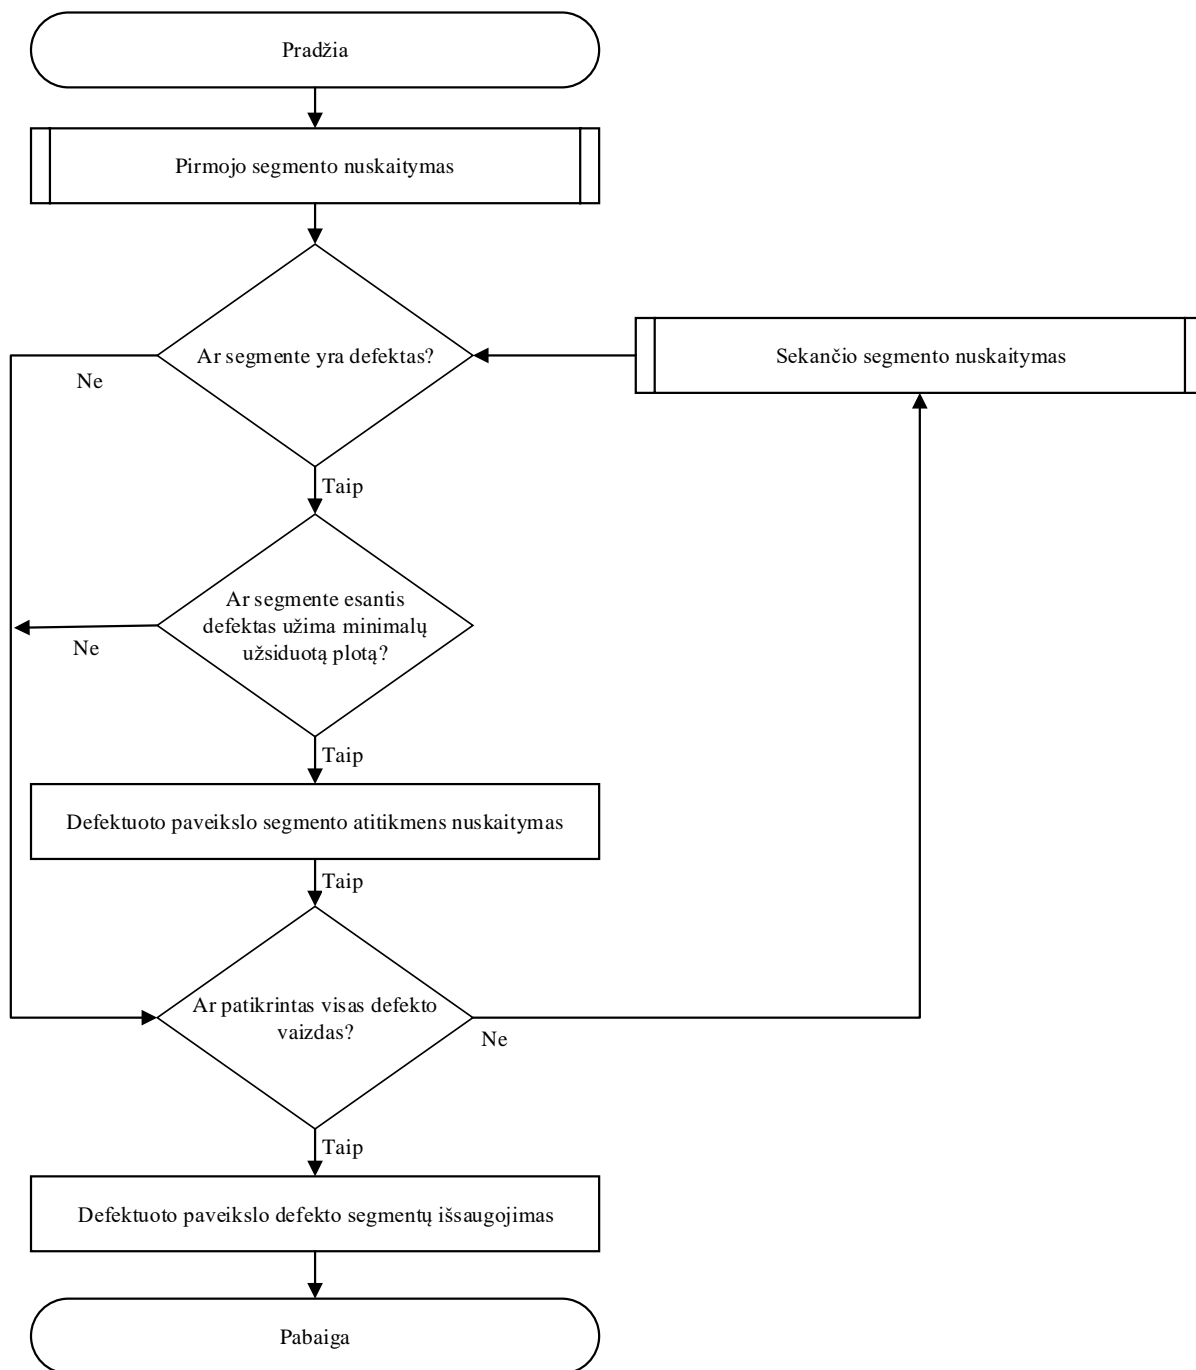 Pradžia
Pirmojo segmento nuskaitymas
Ar segmente yra defektas?
Sekančio segmento nuskaitymas
Ne
Taip
Ar segmente esantis
defektas užima minimalų
užsiduotą plotą?
Ne
Taip
Defektuoto paveikslo segmento atitikmens nuskaitymas
Taip
Ar patikrintas visas defekto
vaizdas?
Ne
Taip
Defektuoto paveikslo defekto segmentų išsaugojimas
Pabaiga